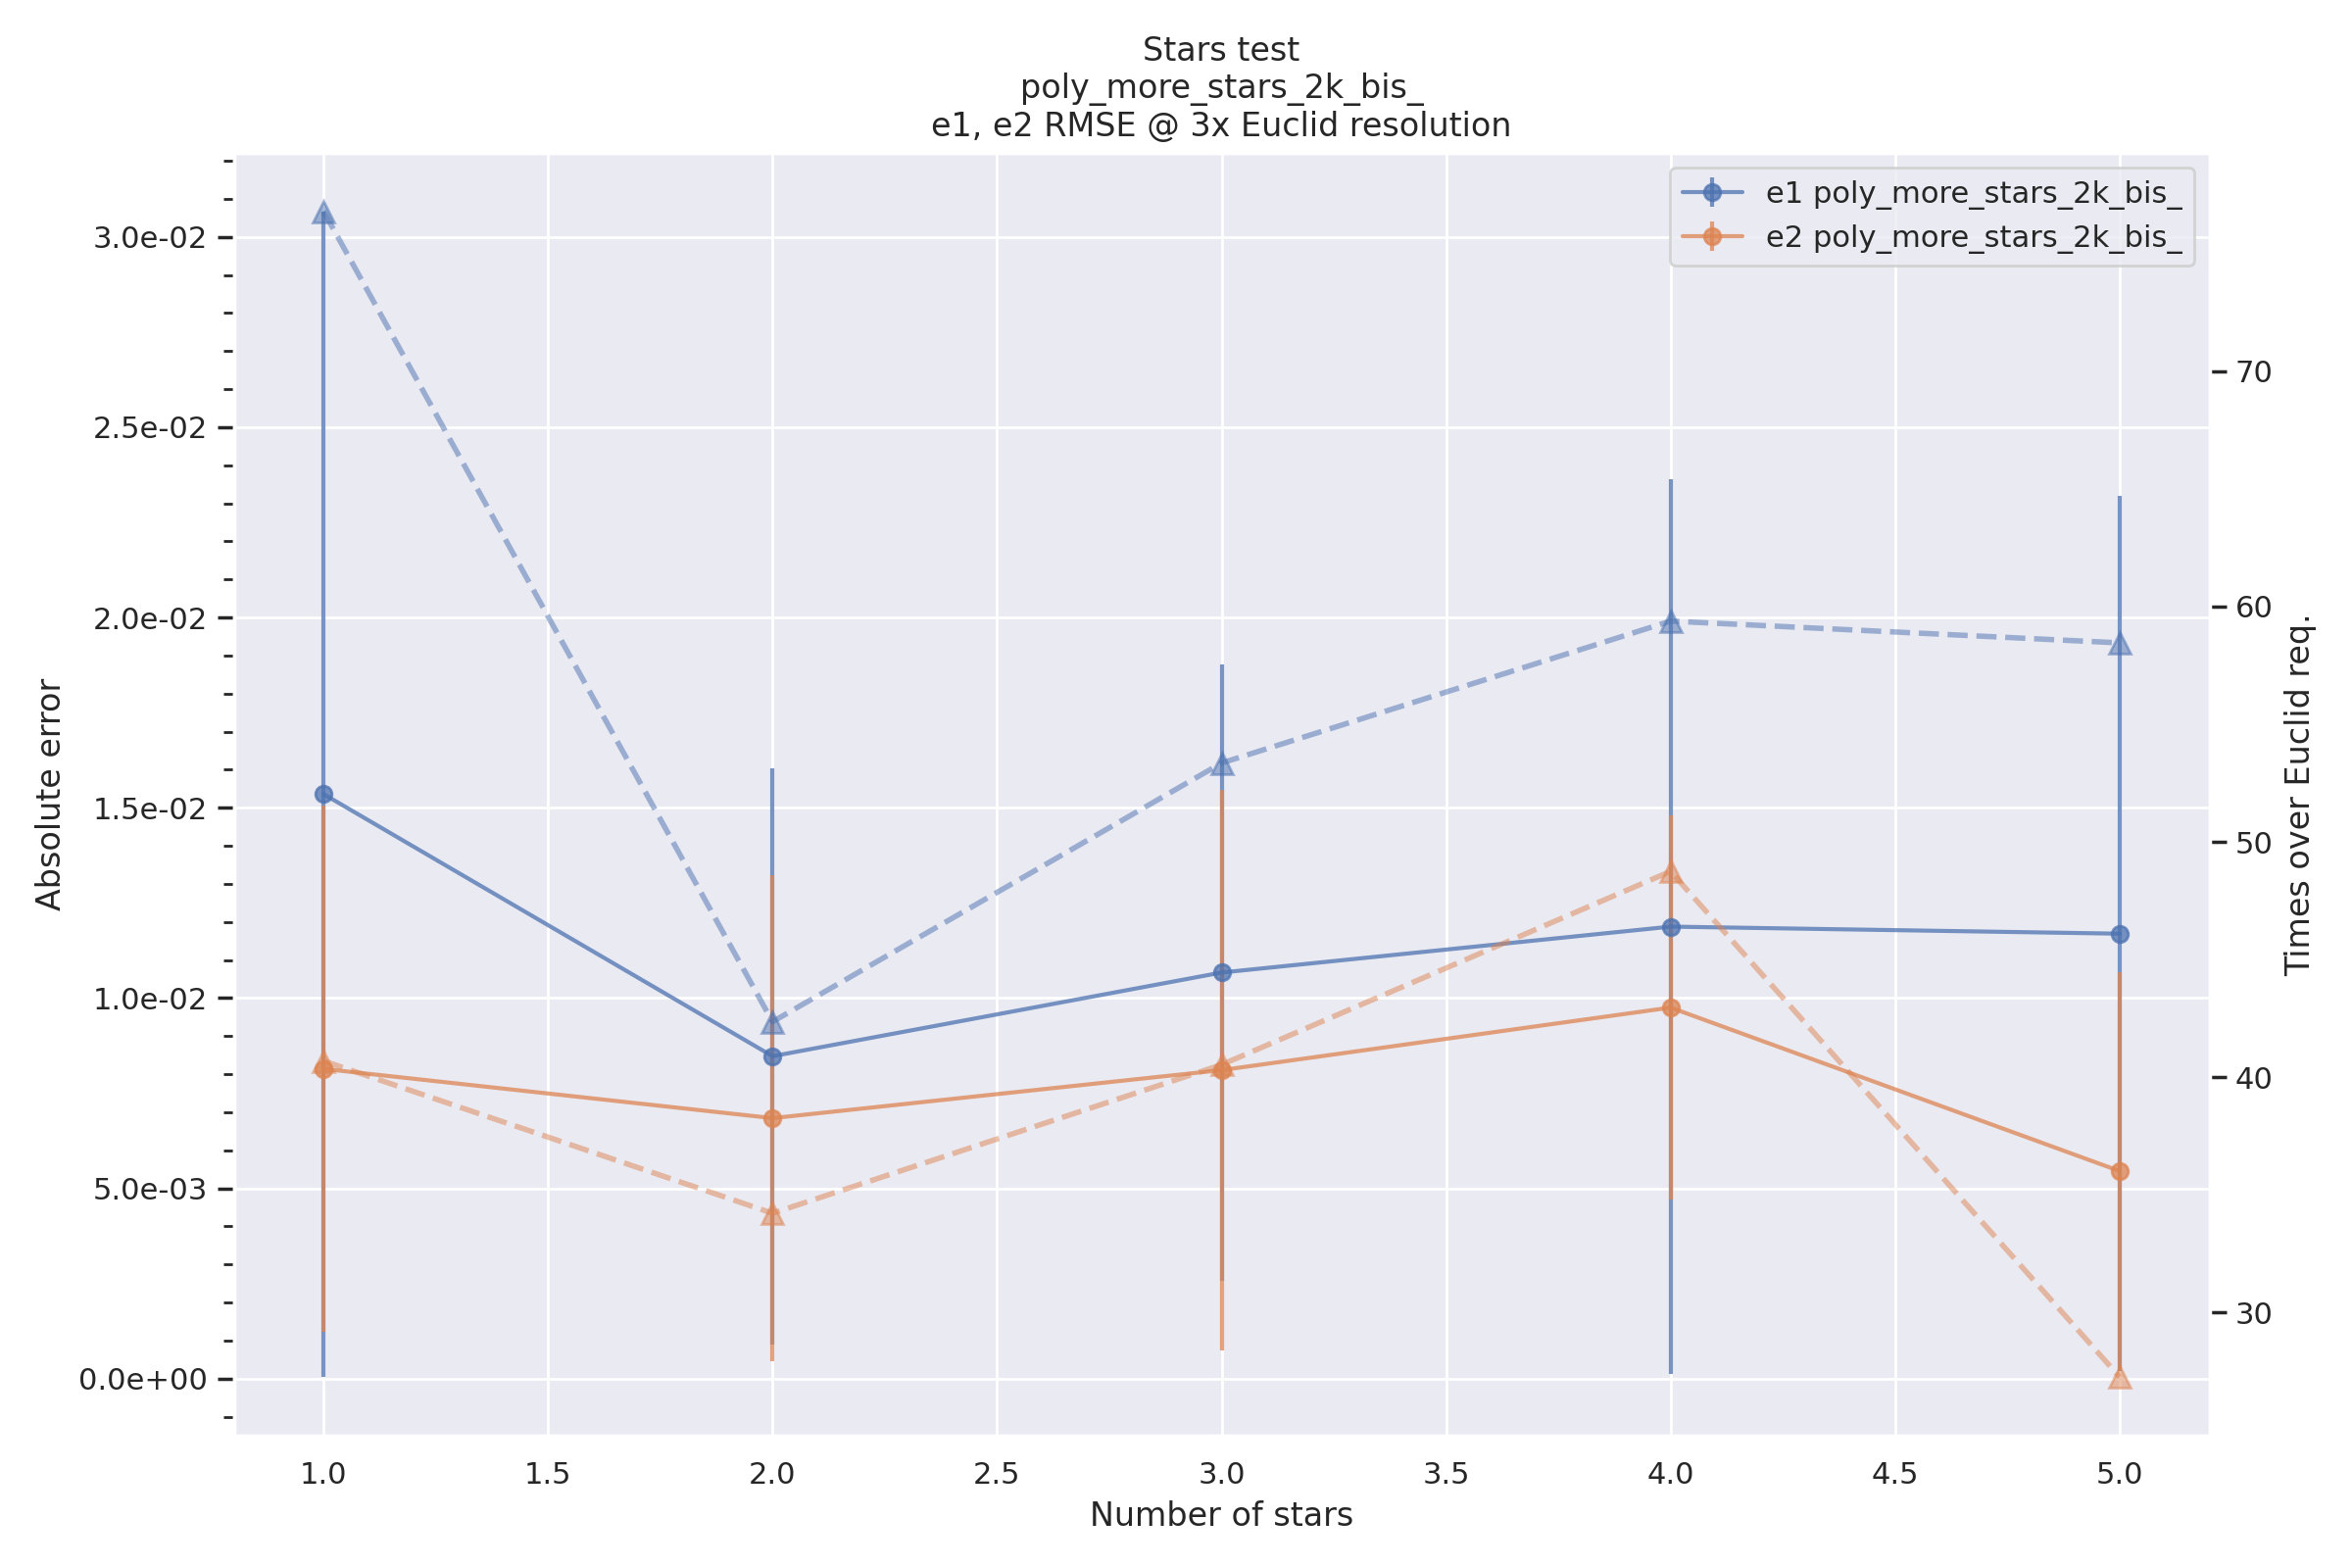 Stars test
poly_more_stars_2k_bis_
e1, e2 RMSE @ 3x Euclid resolution
e1 poly_more_stars_2k_bis_
e2 poly_more_stars_2k_bis_
Absolute error
3.0e-02
2.5e-02
2.0e-02
1.5e-02
1.0e-02
5.0e-03
0.0e+00
70
60
50
40
30
Times over Euclid req.
1.0 1.5 2.0 2.5 3.0 3.5 4.0 4.5 5.0
Number of stars